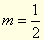 m = 1/2